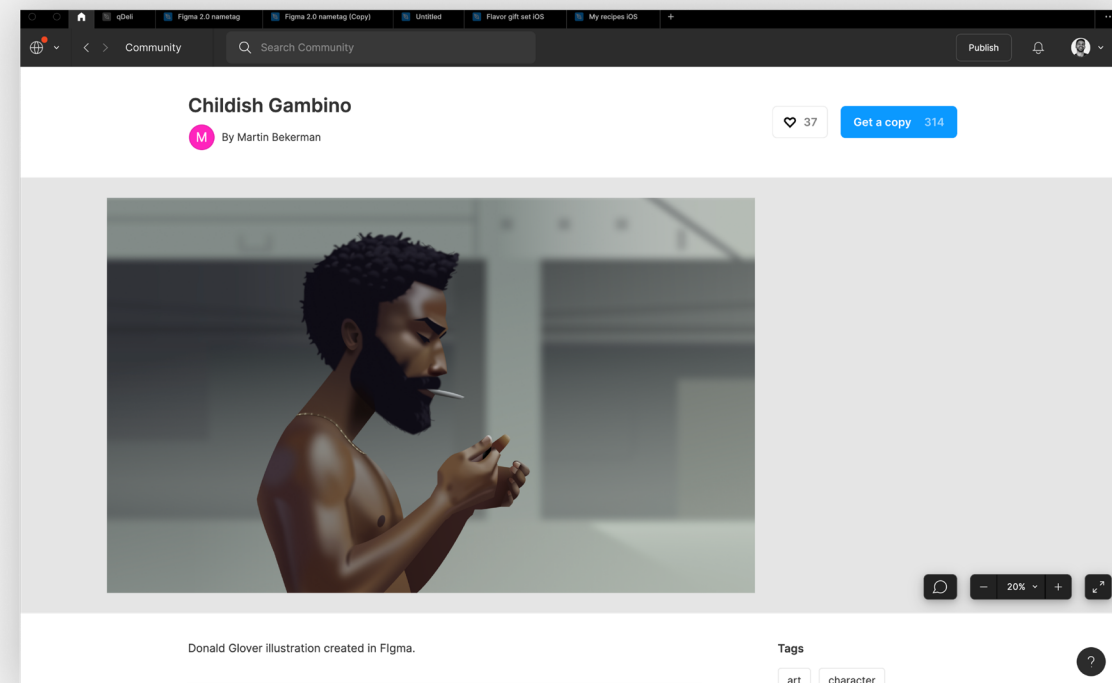 qDeli
Figma 2.0 nametag
Figma 2.0 nametag (Copy)
Untitled
Flavor gift set iOS
My recipes iOS
+
Community
Search Community
Publish
Childish Gambino
M
By Martin Bekerman
37
Get a copy 314
20%
Donald Glover illustration created in FIgma.
Tags
?
art
character